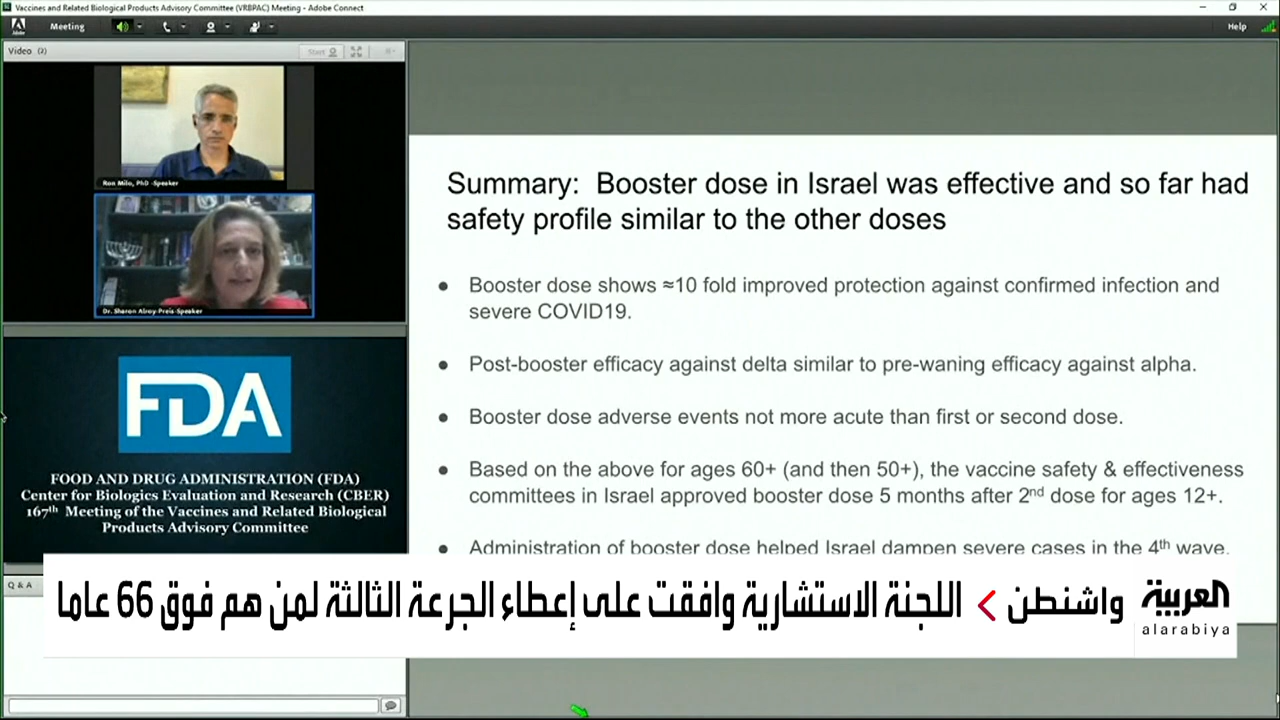 Vaccines and Related Biological Products Advisory Committee (VRBPAC) Meeting - Adobe Connect
Meeting
Help
Video (2)
Start
Ron Milo, PhD -Speaker
Dr. Sharon Alroy-Preis-Speaker
FDA
FOOD AND DRUG ADMINISTRATION (FDA)
Center for Biologics Evaluation and Research (CBER)
167th Meeting of the Vaccines and Related Biological
Products Advisory Committee
Q & A
Summary: Booster dose in Israel was effective and so far had
safety profile similar to the other doses
• Booster dose shows ≈10 fold improved protection against confirmed infection and
severe COVID19.
• Post-booster efficacy against delta similar to pre-waning efficacy against alpha.
• Booster dose adverse events not more acute than first or second dose.
• Based on the above for ages 60+ (and then 50+), the vaccine safety & effectiveness
committees in Israel approved booster dose 5 months after 2nd dose for ages 12+.
• Administration of booster dose helped Israel dampen severe cases in the 4th wave.
العربية
alarabiya
واشنطن > اللجنة الاستشارية وافقت على إعطاء الجرعة الثالثة لمن هم فوق 66 عاما